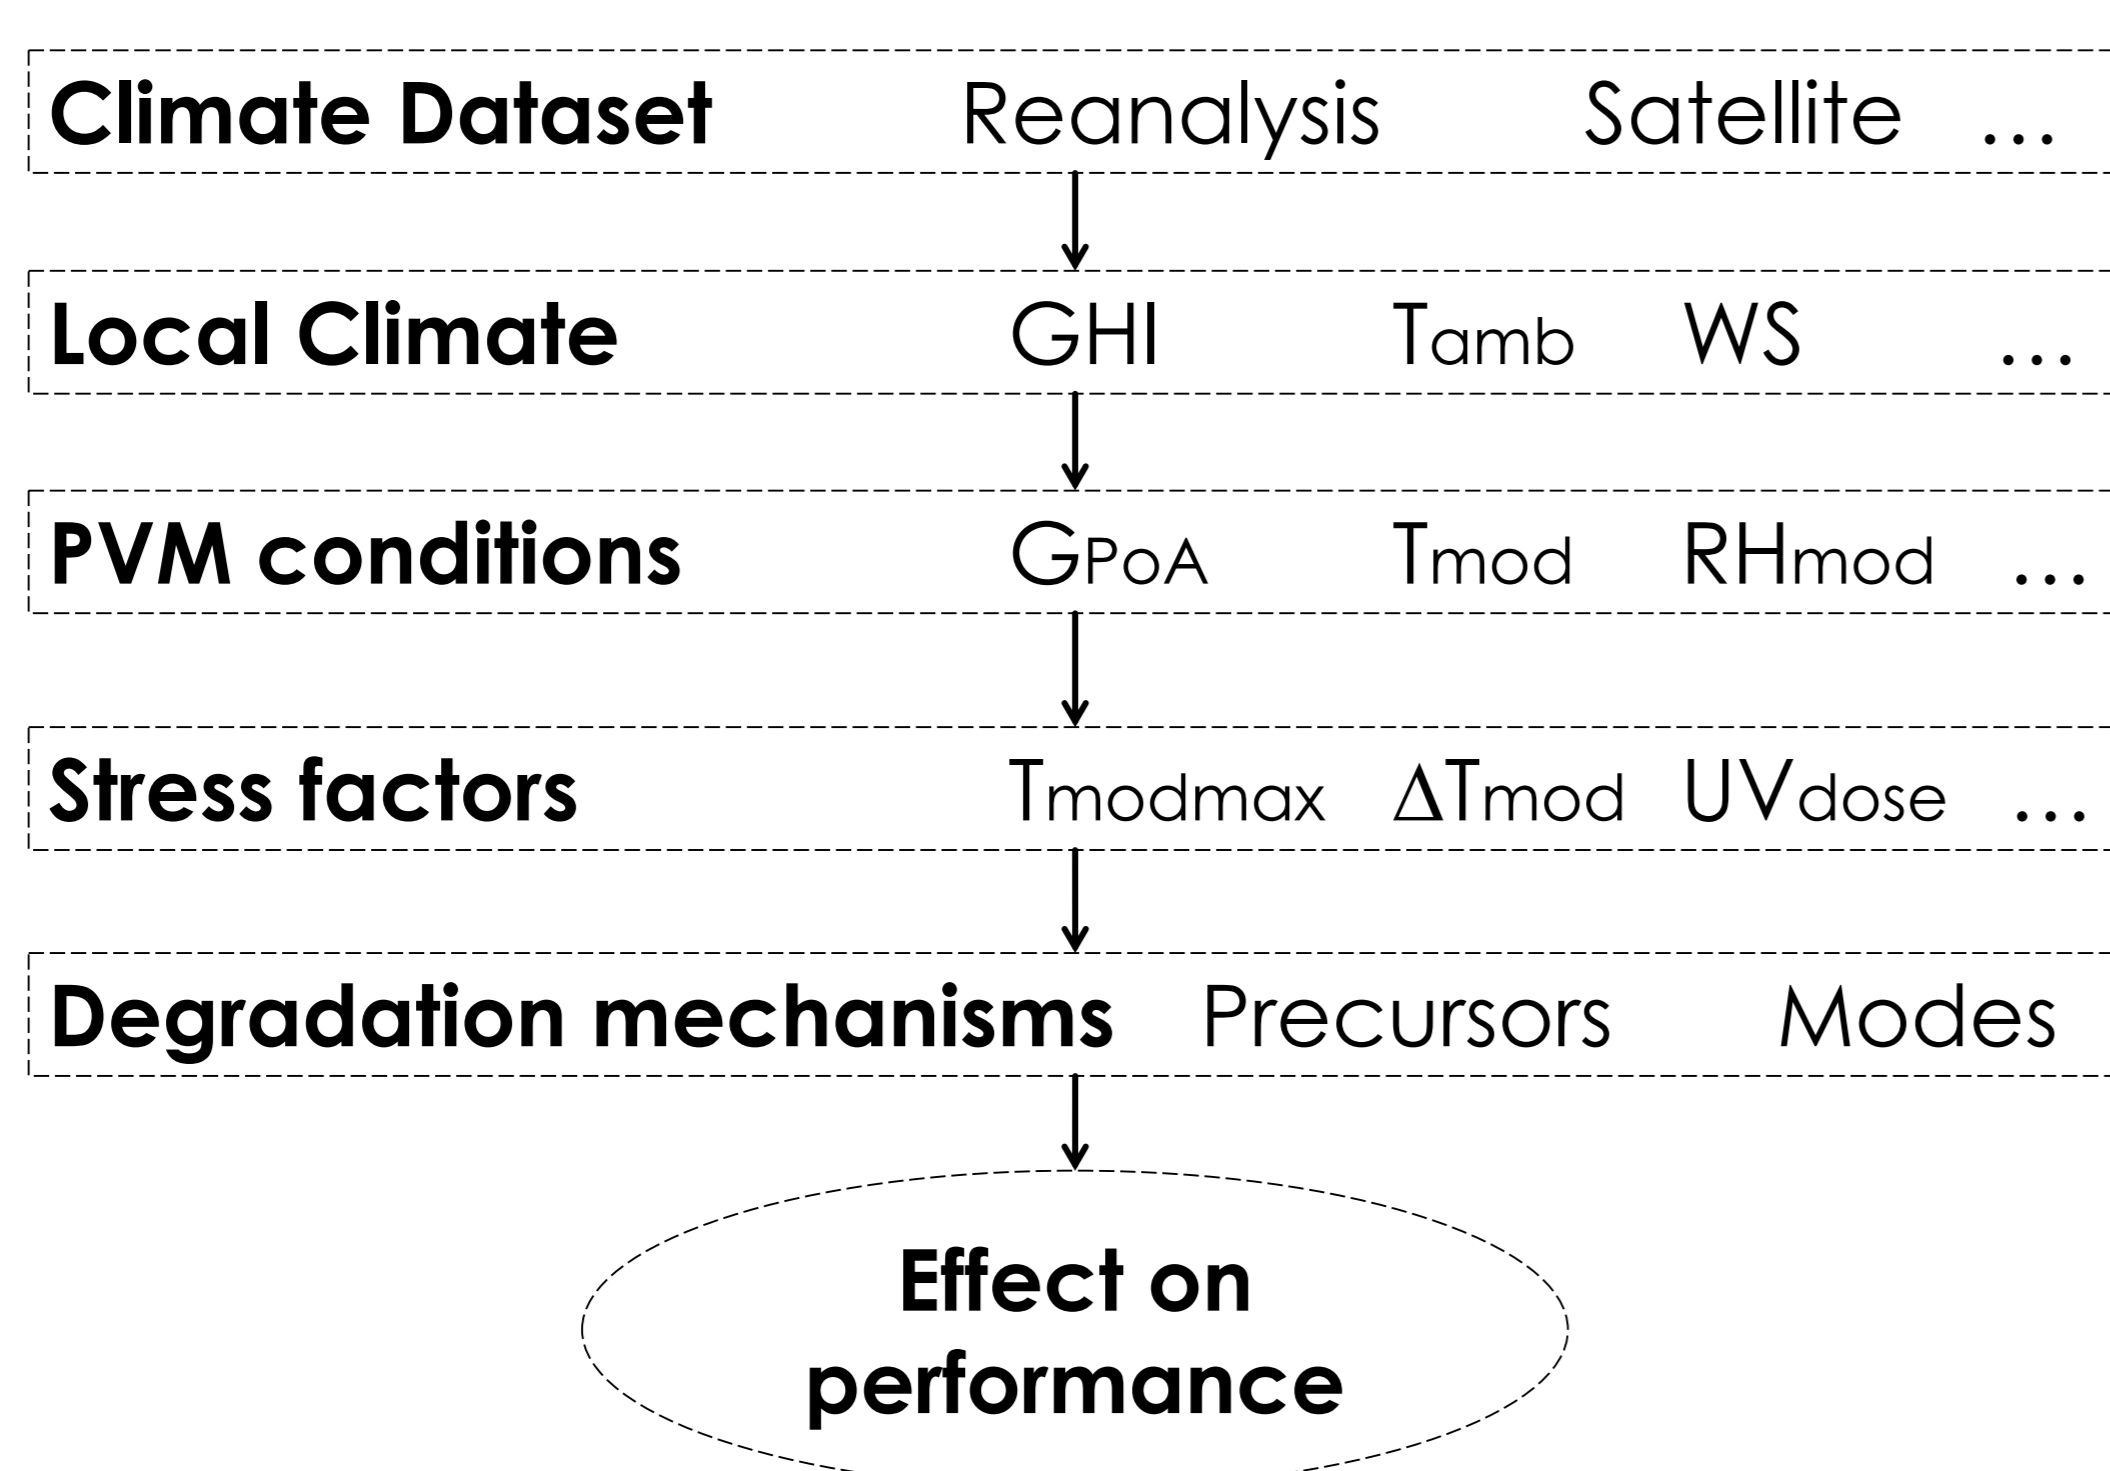 Climate Dataset Reanalysis Satellite ...
Local Climate GHI Tamb WS ...
PVM conditions GPoA Tmod RHmod ...
Stress factors Tmodmax ΔTmod UVdose ...
Degradation mechanisms Precursors Modes
Effect on
performance